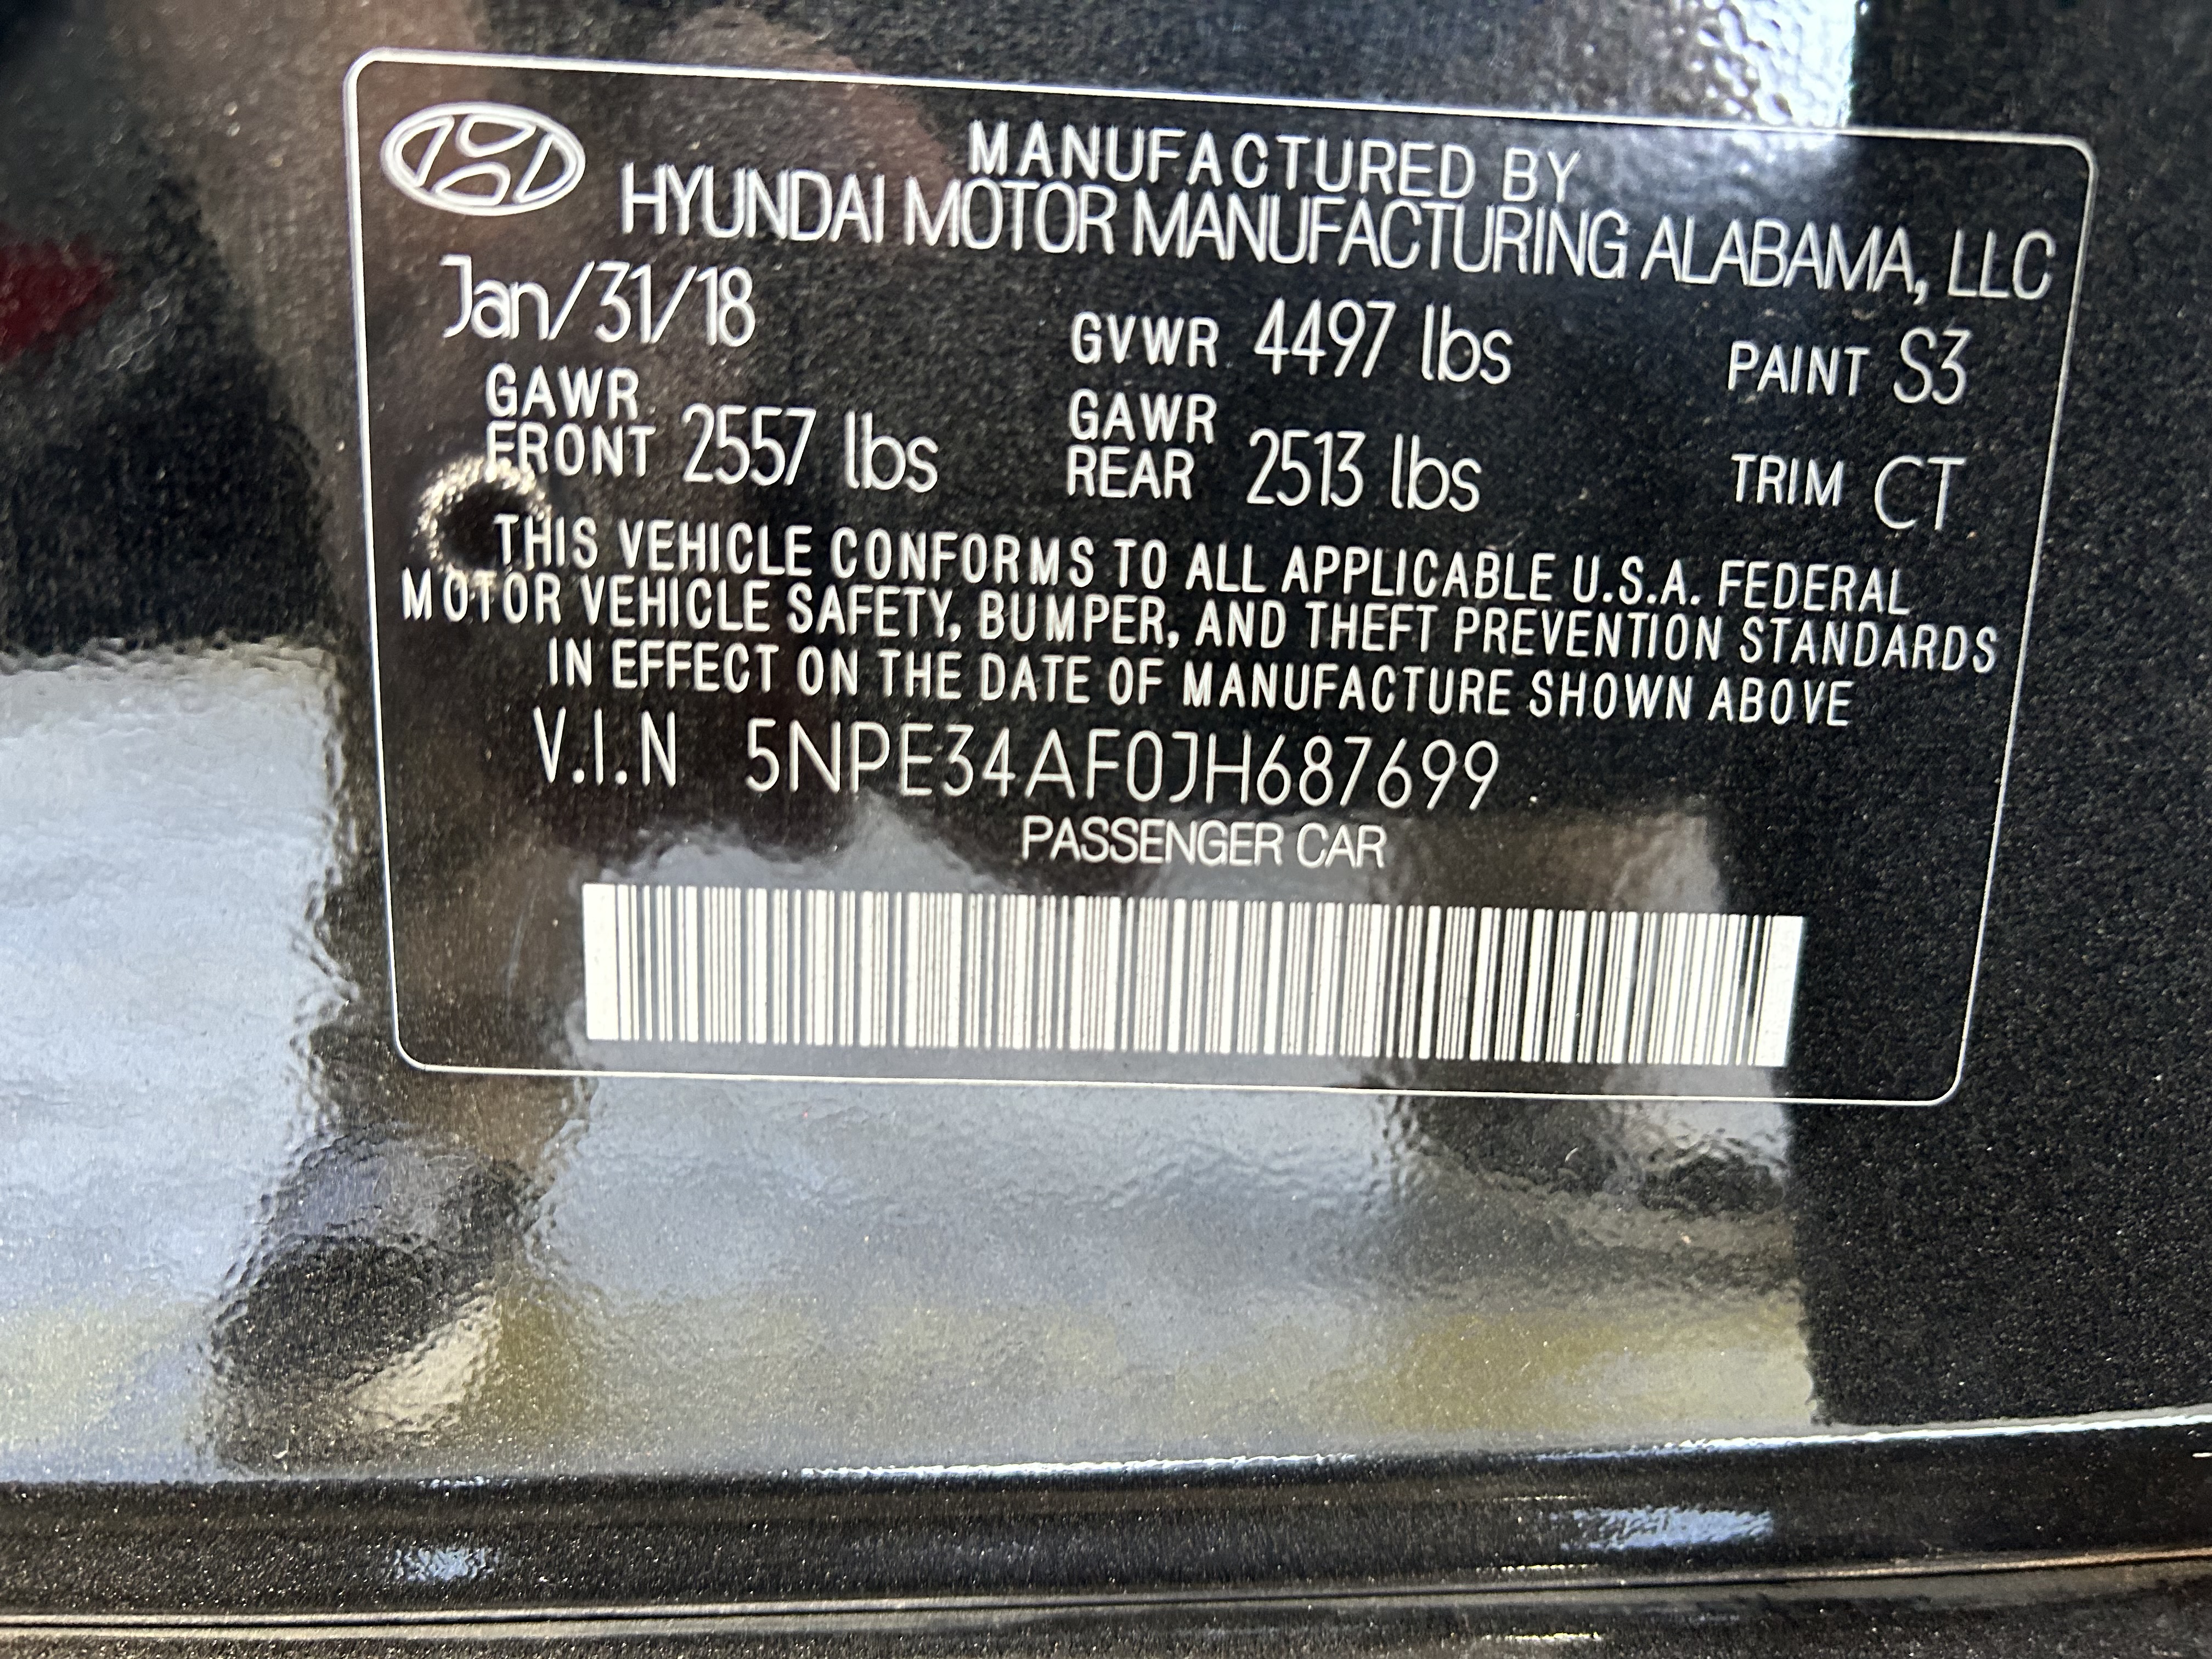 MANUFACTURED BY
HYUNDAI MOTOR MANUFACTURING ALABAMA, LLC
Jan/31/18 GVWR 4497 lbs PAINT S3
GAWR FRONT 2557 lbs GAWR REAR 2513 lbs TRIM CT
THIS VEHICLE CONFORMS TO ALL APPLICABLE U.S.A. FEDERAL
MOTOR VEHICLE SAFETY, BUMPER, AND THEFT PREVENTION STANDARDS
IN EFFECT ON THE DATE OF MANUFACTURE SHOWN ABOVE
V.I.N 5NPE34AF0JH687699
PASSENGER CAR